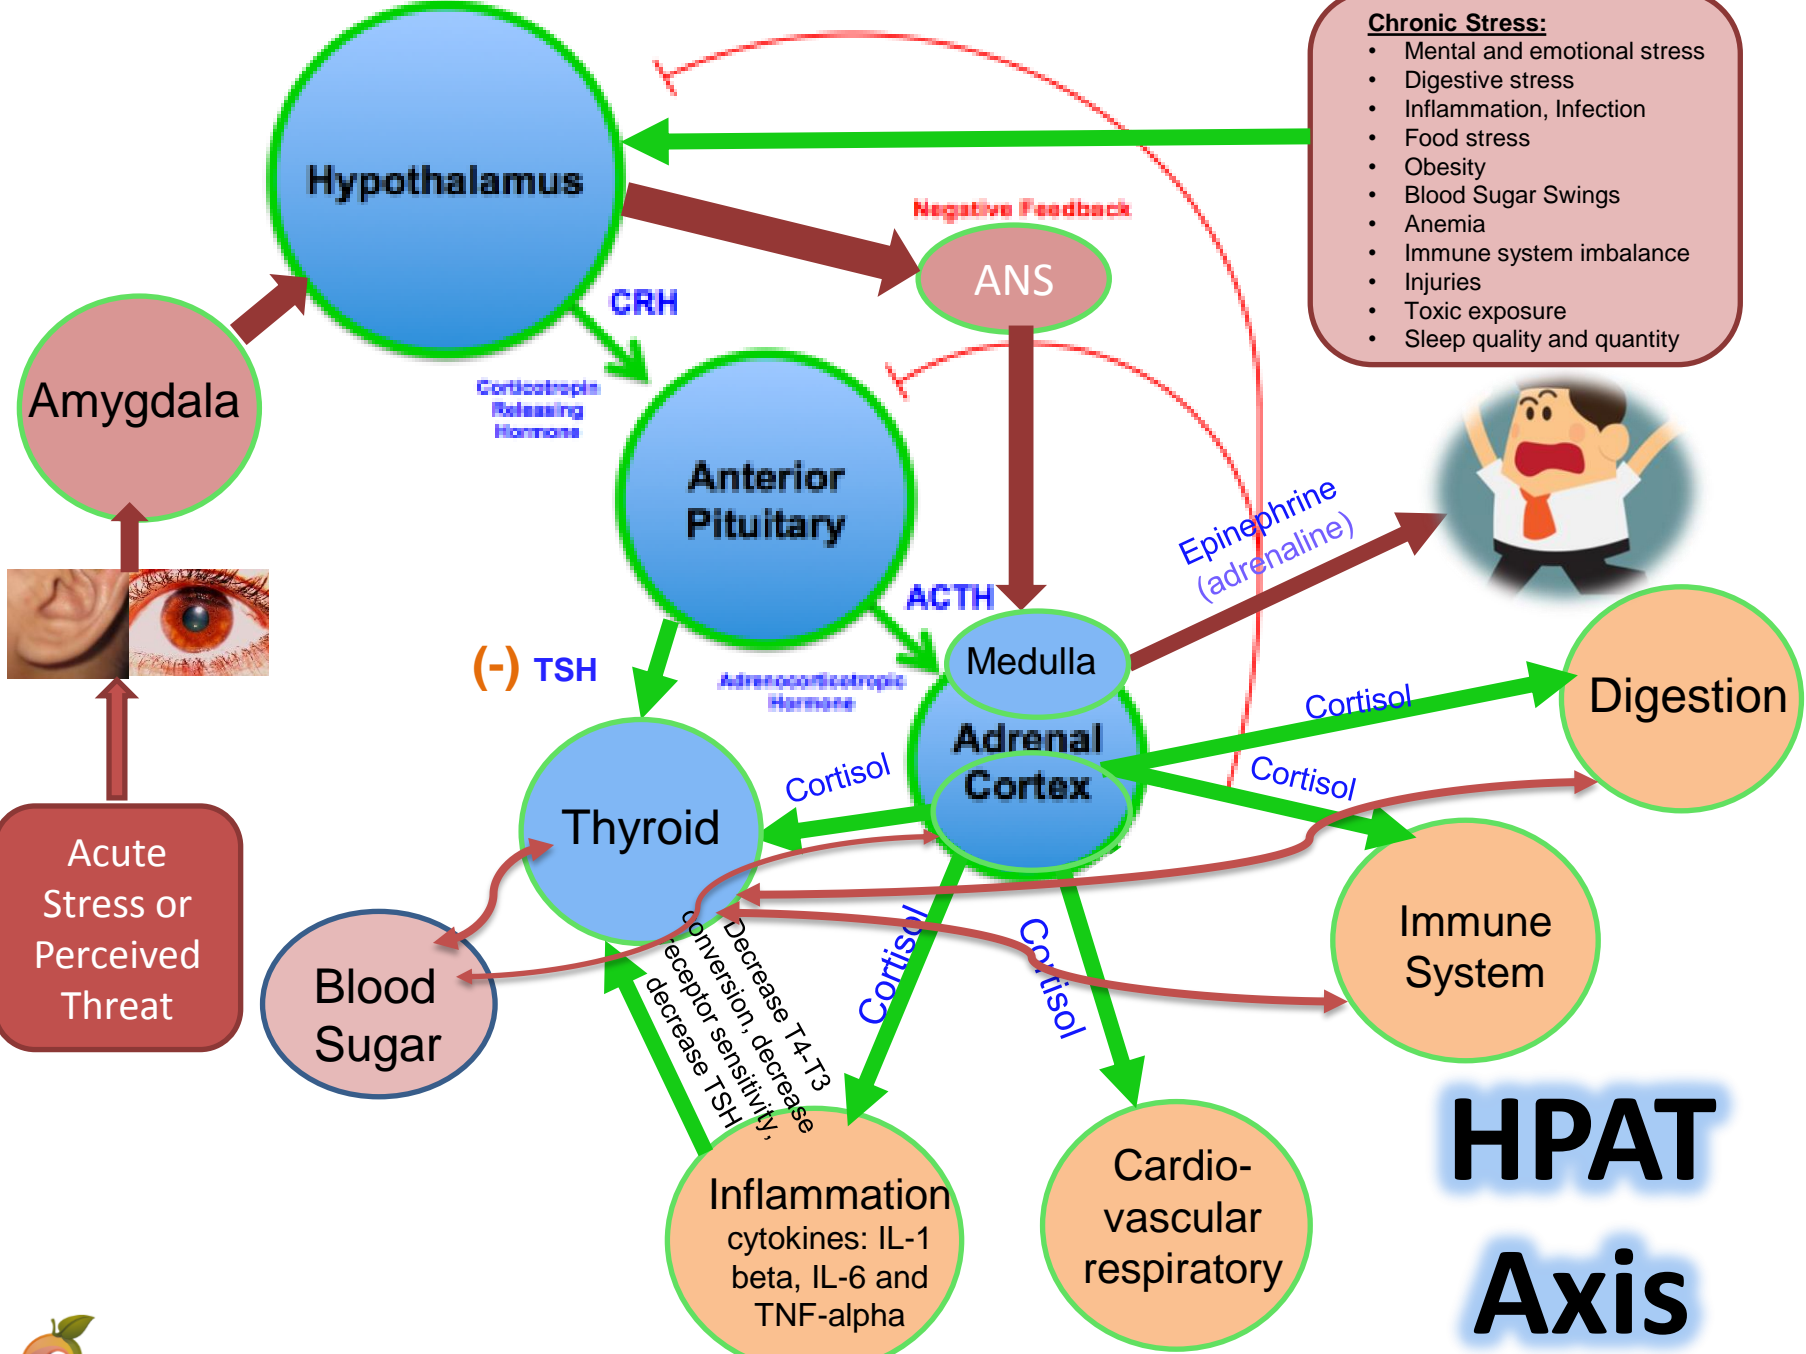 Chronic Stress:
• Mental and emotional stress
• Digestive stress
• Inflammation, Infection
• Food stress
• Obesity
• Blood Sugar Swings
• Anemia
• Immune system imbalance
• Injuries
• Toxic exposure
• Sleep quality and quantity
Hypothalamus
Negative Feedback
ANS
CRH
Corticotropin
Releasing
Hormone
Amygdala
Anterior
Pituitary
Epinephrine
(adrenaline)
ACTH
Adrenocorticotropic
Hormone
(-) TSH
Medulla
Adrenal
Cortex
Cortisol
Digestion
Cortisol
Cortisol
Thyroid
Acute
Stress or
Perceived
Threat
Blood
Sugar
Decrease T4-T3
conversion, decrease
receptor sensitivity,
decrease TSH
Cortisol
Cortisol
Immune
System
Inflammation
cytokines: IL-1
beta, IL-6 and
TNF-alpha
Cardio-
vascular
respiratory
HPAT
Axis